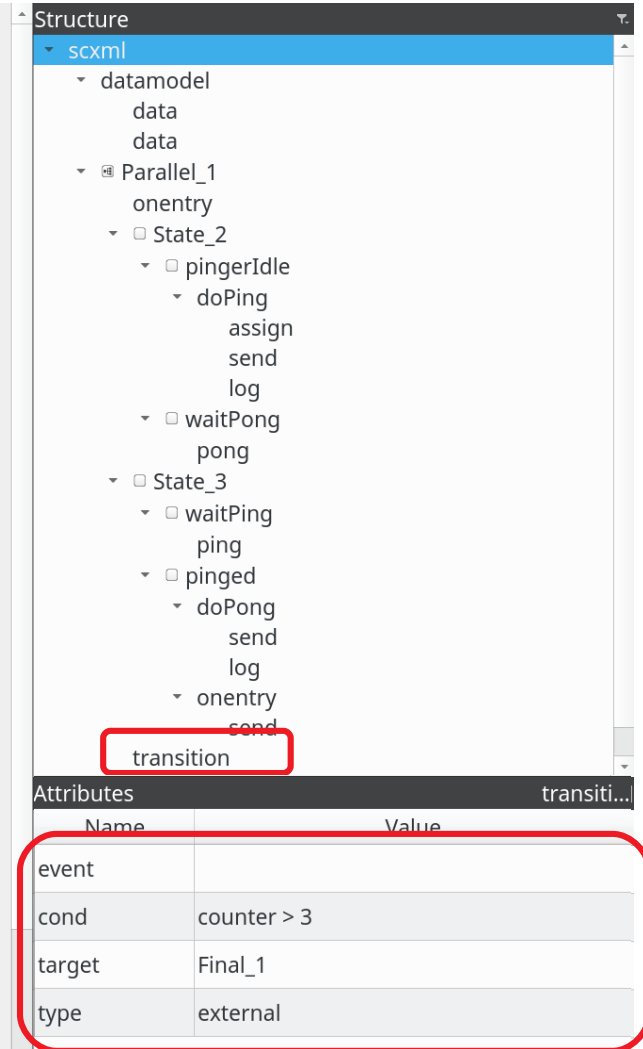 Structure
scxml
datamodel
data
data
Parallel_1
onentry
State_2
pingerIdle
doPing
assign
send
log
waitPong
pong
State_3
waitPing
ping
pinged
doPong
send
log
onentry
send
transition
Attributes transiti...
Name Value
event
cond counter > 3
target Final_1
type external